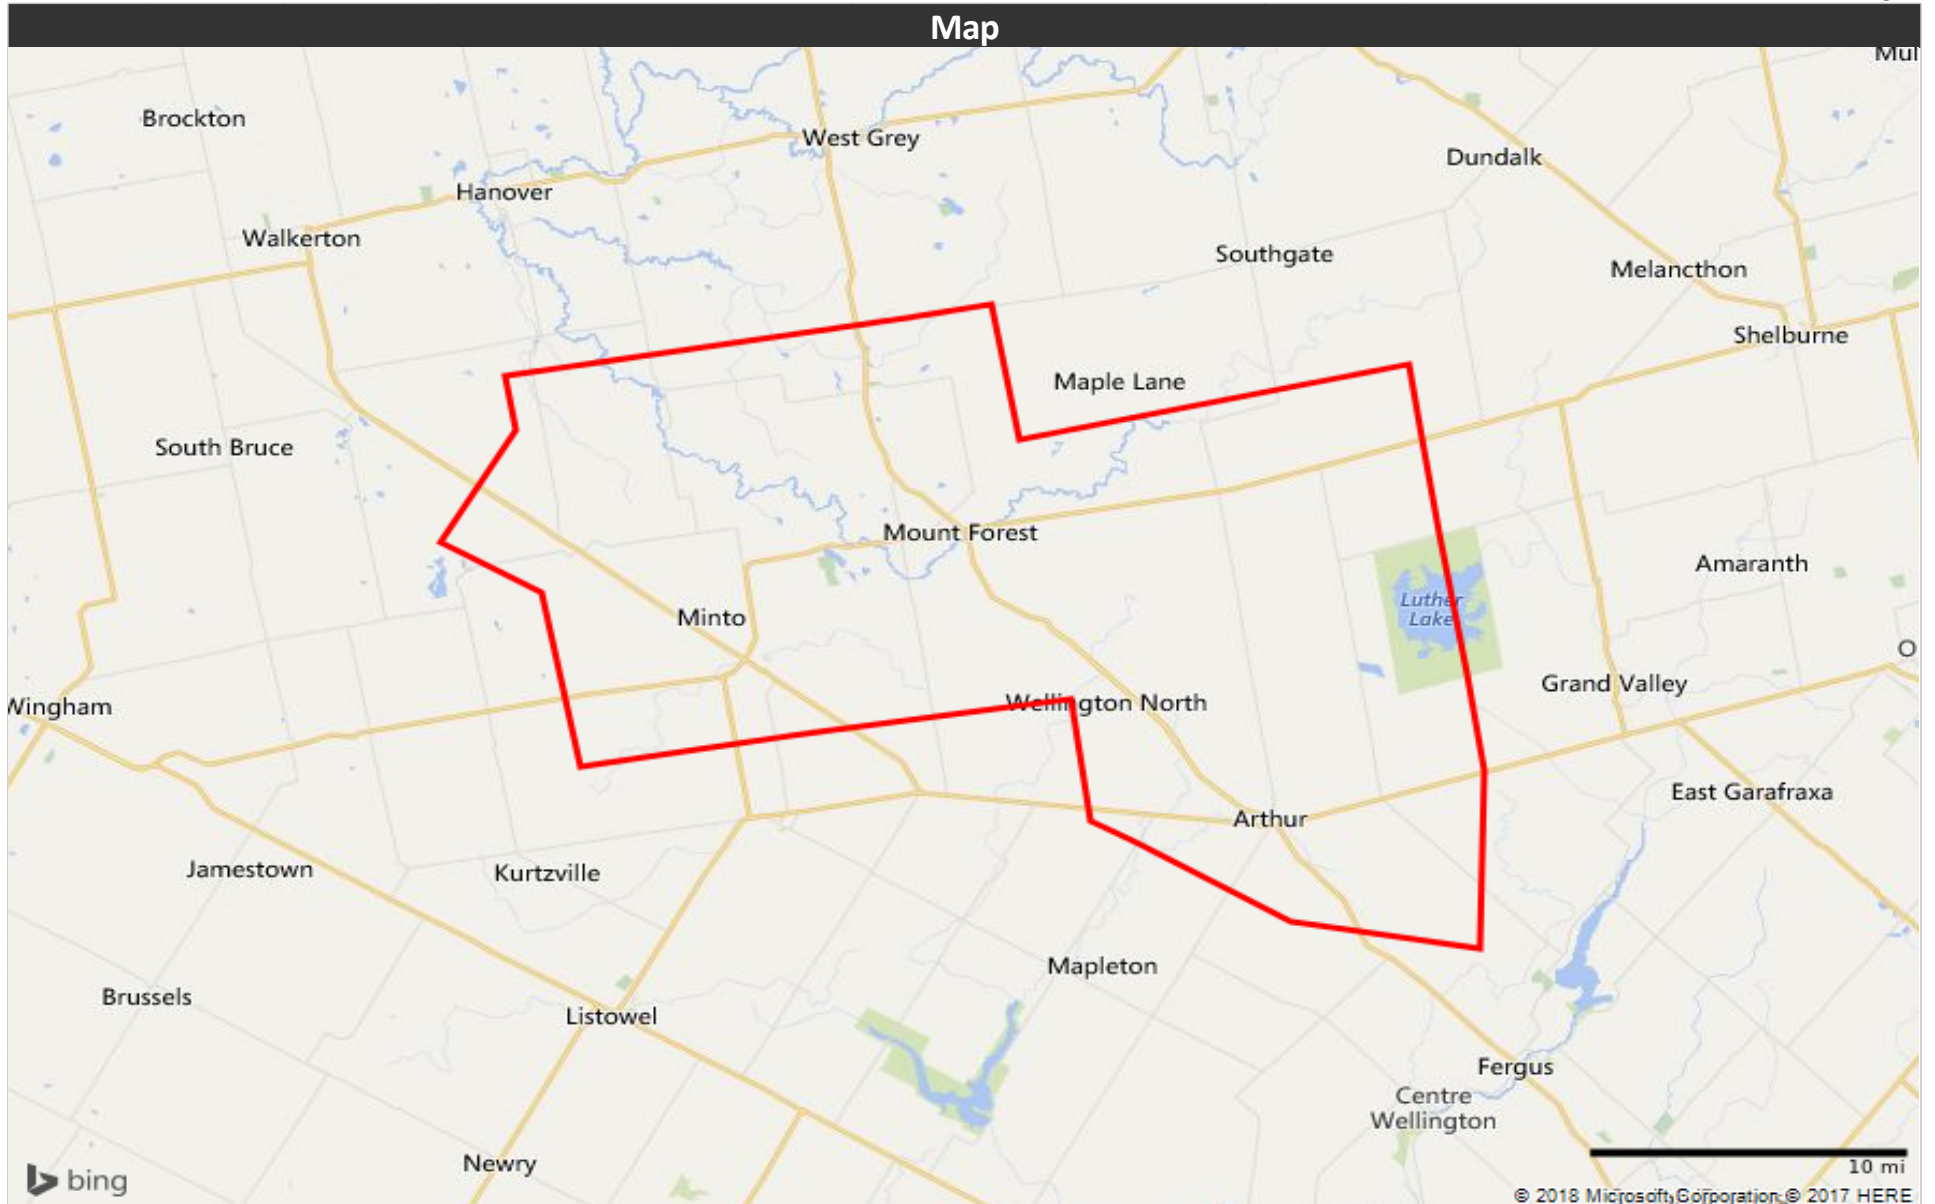 Map
Mul
Brockton
West Grey
Dundalk
Hanover
Walkerton
Southgate
Melancthon
Shelburne
Maple Lane
South Bruce
Mount Forest
Amaranth
Luther
Lake
Minto
O
Grand Valley
Wingham
Wellington North
East Garafraxa
Arthur
Jamestown
Kurtzville
Mapleton
Brussels
Listowel
Fergus
Centre
Wellington
Newry
10 mi
bing
© 2018 Microsoft Corporation © 2017 HERE